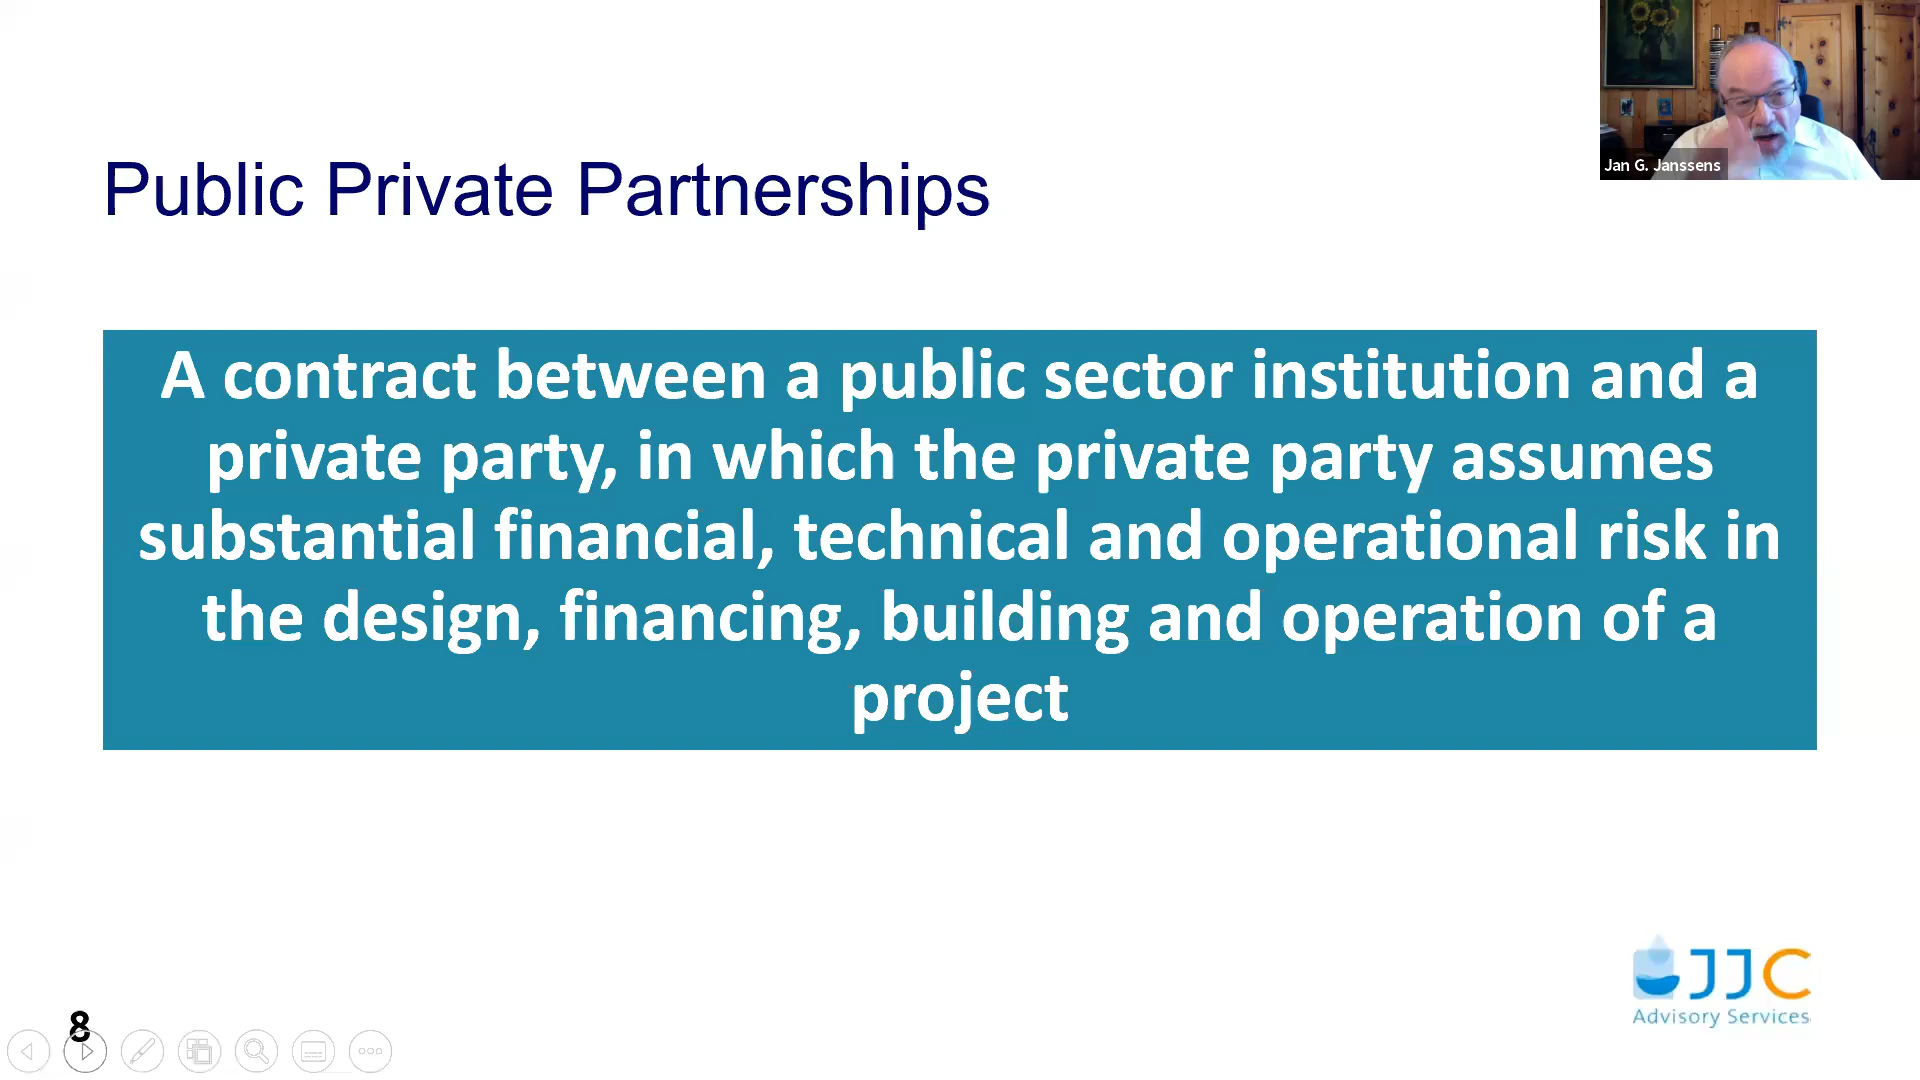 Jan G. Janssens
Public Private Partnerships
A contract between a public sector institution and a
private party, in which the private party assumes
substantial financial, technical and operational risk in
the design, financing, building and operation of a
project
JJC
Advisory Services
8